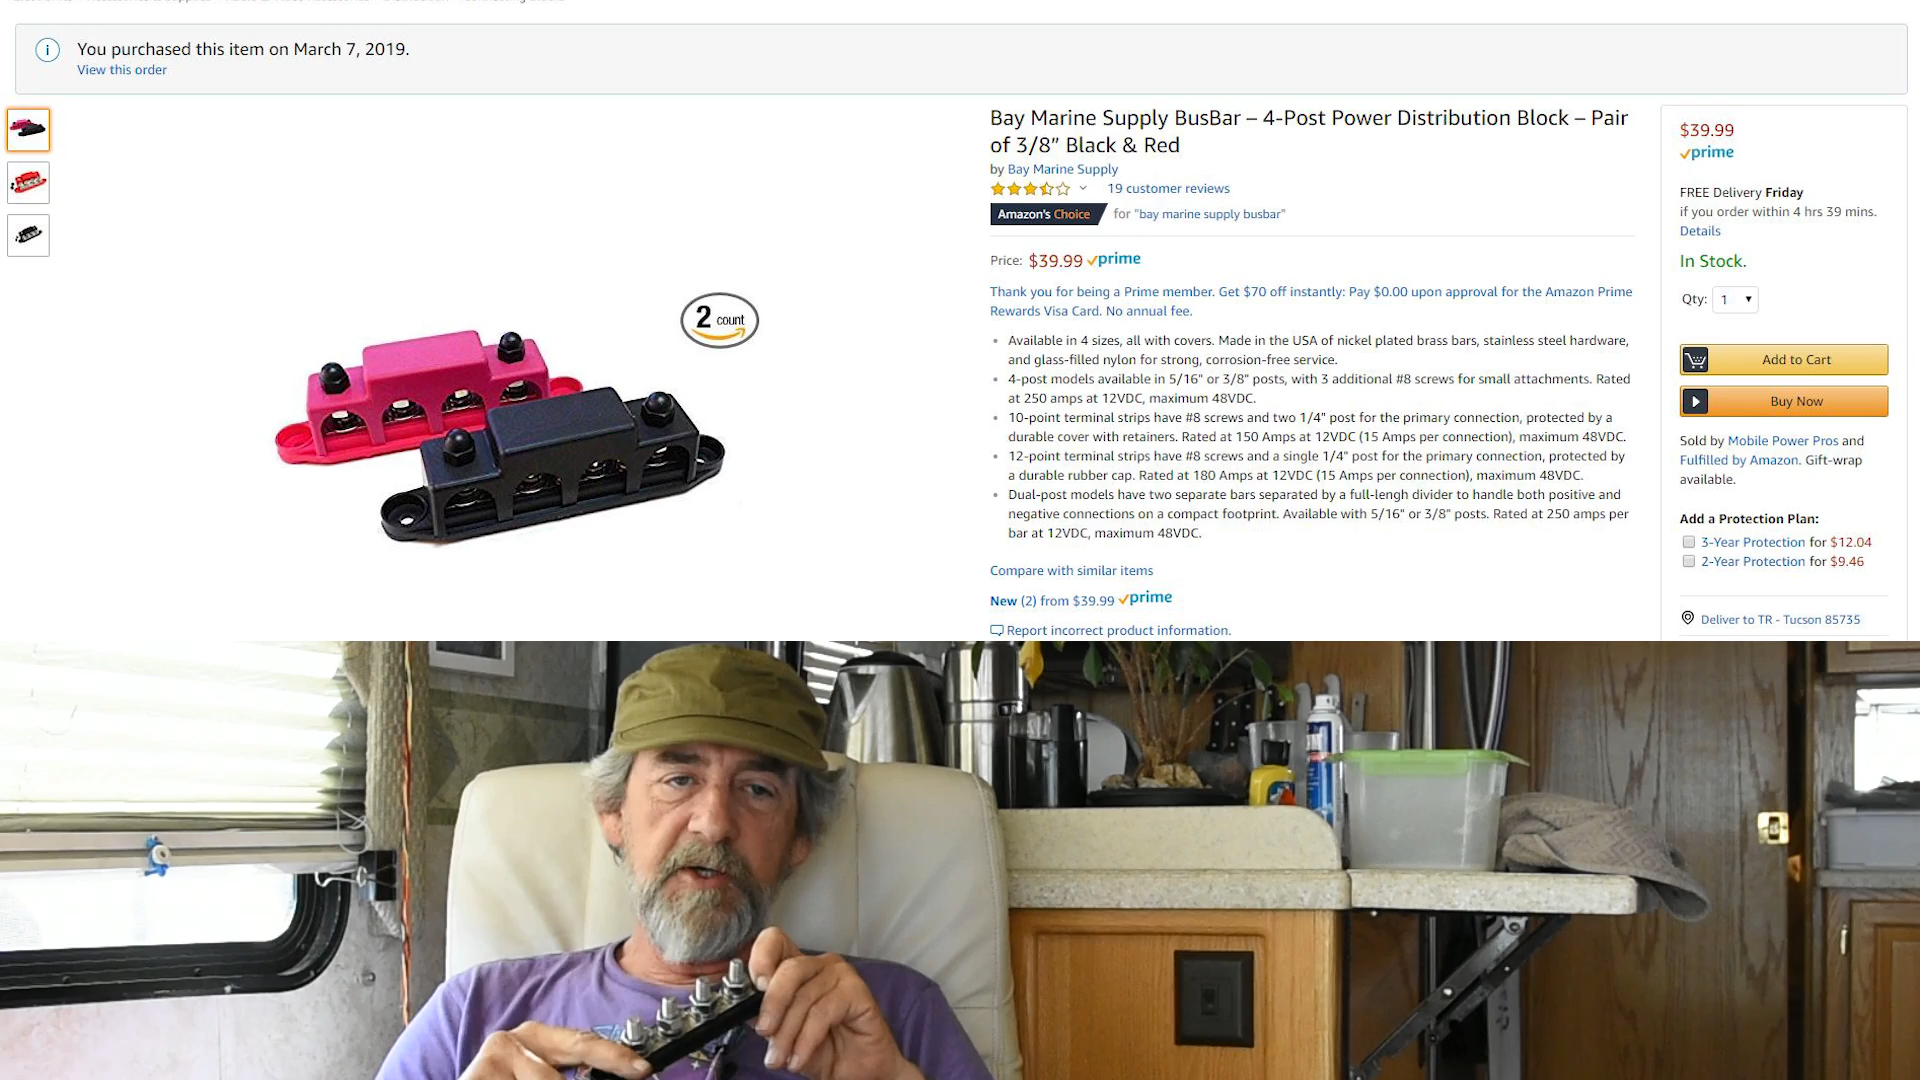 You purchased this item on March 7, 2019.
View this order
Bay Marine Supply BusBar – 4-Post Power Distribution Block – Pair
of 3/8″ Black & Red
by Bay Marine Supply
19 customer reviews
Amazon's Choice for "bay marine supply busbar"
Price: $39.99 prime
Thank you for being a Prime member. Get $70 off instantly: Pay $0.00 upon approval for the Amazon Prime
Rewards Visa Card. No annual fee.
• Available in 4 sizes, all with covers. Made in the USA of nickel plated brass bars, stainless steel hardware,
and glass-filled nylon for strong, corrosion-free service.
• 4-post models available in 5/16" or 3/8" posts, with 3 additional #8 screws for small attachments. Rated
at 250 amps at 12VDC, maximum 48VDC.
• 10-point terminal strips have #8 screws and two 1/4" post for the primary connection, protected by a
durable cover with retainers. Rated at 150 Amps at 12VDC (15 Amps per connection), maximum 48VDC.
• 12-point terminal strips have #8 screws and a single 1/4" post for the primary connection, protected by
a durable rubber cap. Rated at 180 Amps at 12VDC (15 Amps per connection), maximum 48VDC.
• Dual-post models have two separate bars separated by a full-lengh divider to handle both positive and
negative connections on a compact footprint. Available with 5/16" or 3/8" posts. Rated at 250 amps per
bar at 12VDC, maximum 48VDC.
Compare with similar items
New (2) from $39.99 prime
Report incorrect product information.
2 count
$39.99
prime
FREE Delivery Friday
if you order within 4 hrs 39 mins.
Details
In Stock.
Qty: 1
Add to Cart
Buy Now
Sold by Mobile Power Pros and
Fulfilled by Amazon. Gift-wrap
available.
Add a Protection Plan:
3-Year Protection for $12.04
2-Year Protection for $9.46
Deliver to TR - Tucson 85735